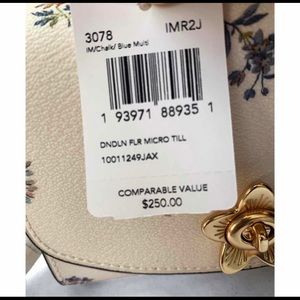 3078 IMR2J
IM/Chalk/ Blue Multi
1 93971 88935 1
DNDLN FLR MICRO TILL
10011249JAX
COMPARABLE VALUE
$250.00